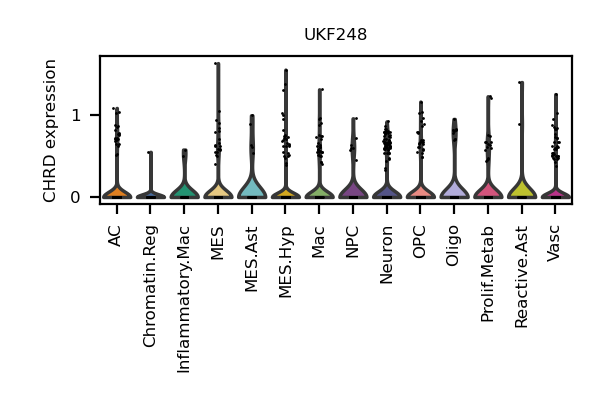 UKF248
CHRD expression
1
0
AC
Chromatin.Reg
Inflammatory.Mac
MES
MES.Ast
MES.Hyp
Mac
NPC
Neuron
OPC
Oligo
Prolif.Metab
Reactive.Ast
Vasc